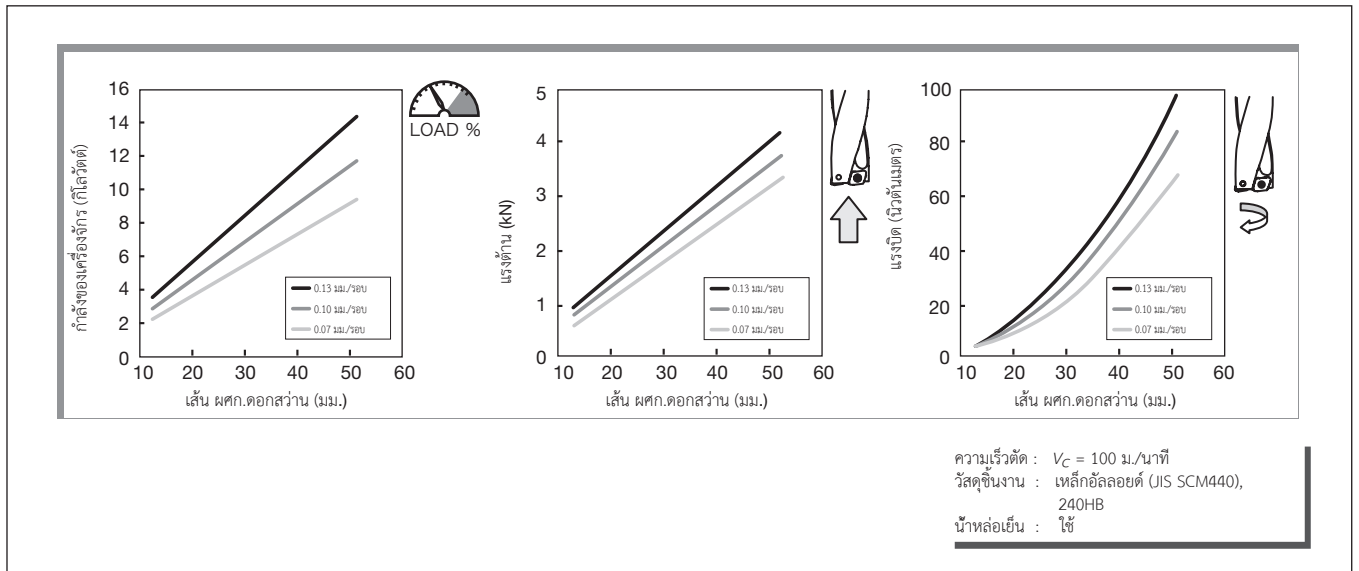 กำลังของเครื่องจักร (กิโลวัตต์)
16
14
12
10
8
6
4
2
0
10 20 30 40 50 60
เส้น ผศก.ดอกสว่าน (มม.)
0.13 มม./รอบ
0.10 มม./รอบ
0.07 มม./รอบ
LOAD %
แรงต้าน (kN)
5
4
3
2
1
0
10 20 30 40 50 60
เส้น ผศก.ดอกสว่าน (มม.)
0.13 มม./รอบ
0.10 มม./รอบ
0.07 มม./รอบ
แรงบิด (นิวตันเมตร)
100
80
60
40
20
0
10 20 30 40 50 60
เส้น ผศก.ดอกสว่าน (มม.)
0.13 มม./รอบ
0.10 มม./รอบ
0.07 มม./รอบ
ความเร็วตัด : VC = 100 ม./นาที
วัสดุชิ้นงาน : เหล็กอัลลอยด์ (JIS SCM440),
240HB
น้ำหล่อเย็น : ใช้